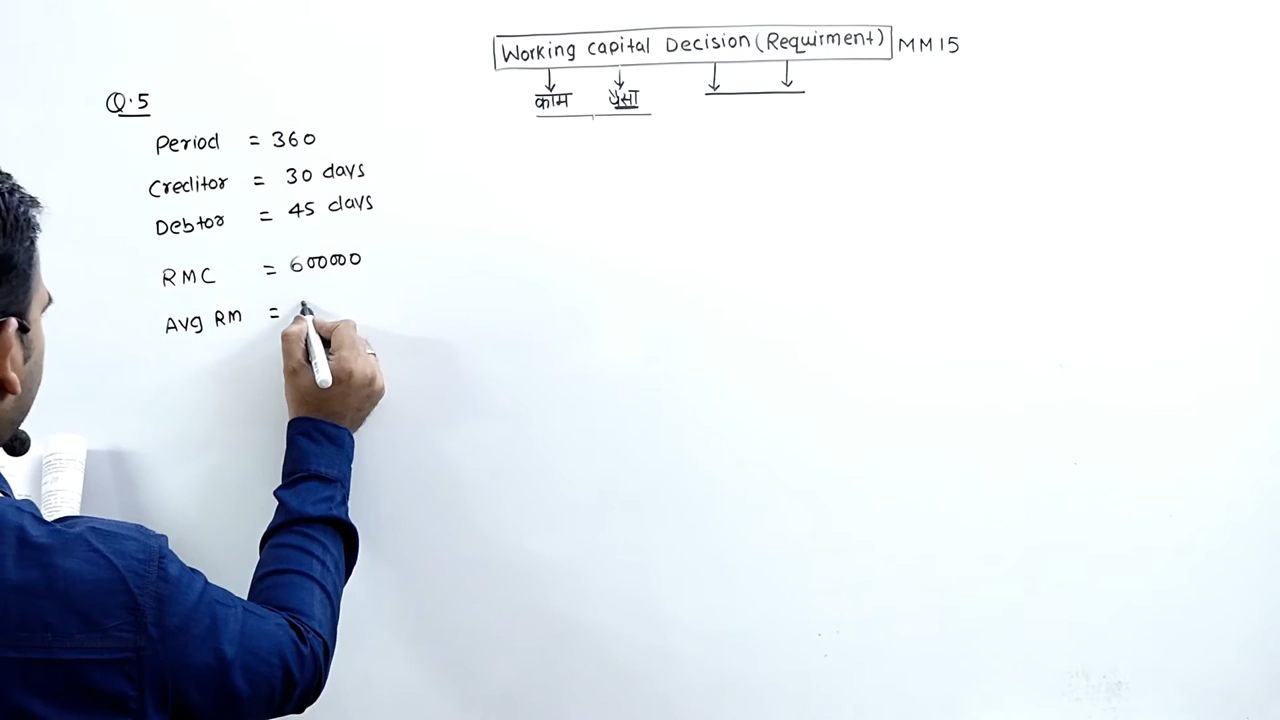 Working Capital Decision (Requirment) MM15
काम पैसा
Q.5
Period = 360
Creditor = 30 days
Debtor = 45 days
RMC = 600000
Avg RM =